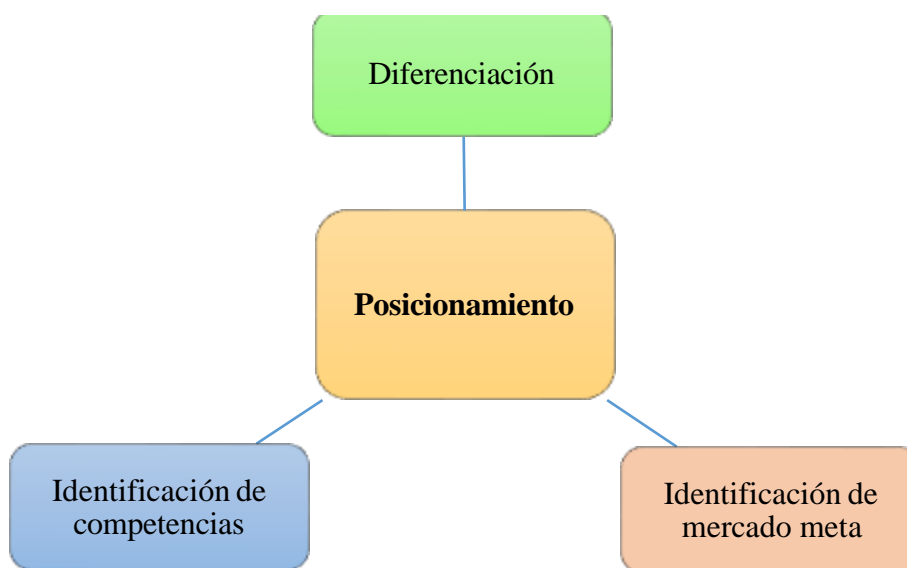 Diferenciación
Posicionamiento
Identificación de
competencias
Identificación de
mercado meta